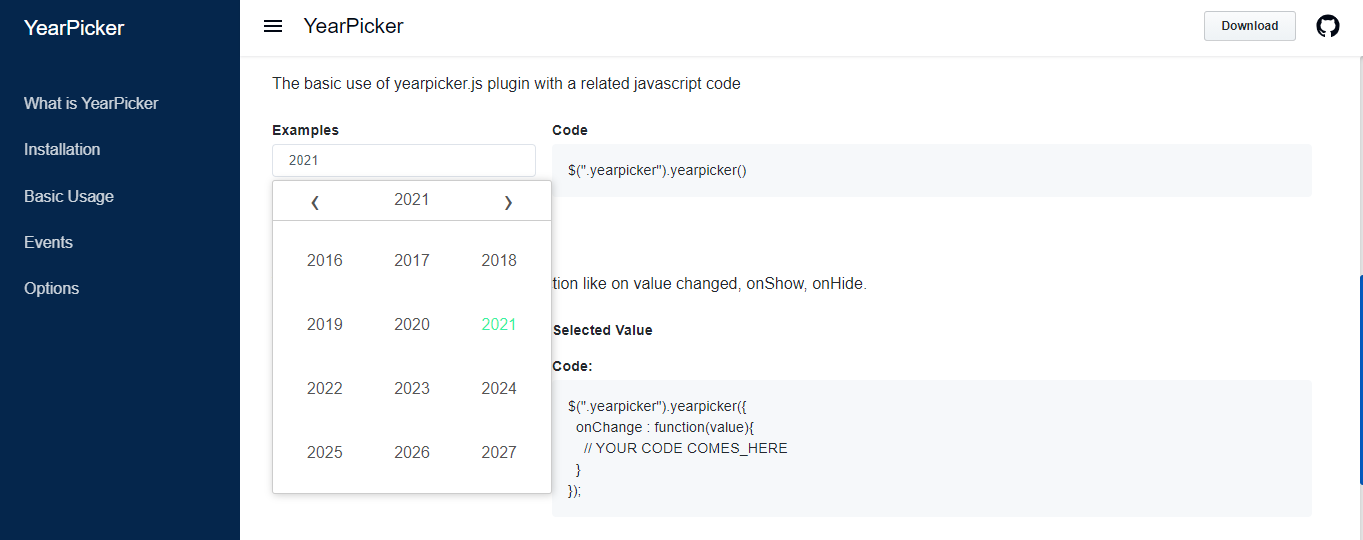 YearPicker
What is YearPicker
Installation
Basic Usage
Events
Options
YearPicker
Download
The basic use of yearpicker.js plugin with a related javascript code
Examples
2021
❮ 2021 ❯
2016 2017 2018
2019 2020 2021
2022 2023 2024
2025 2026 2027
Code
$(".yearpicker").yearpicker()
tion like on value changed, onShow, onHide.
Selected Value
Code:
$(".yearpicker").yearpicker({
onChange : function(value){
// YOUR CODE COMES_HERE
}
});